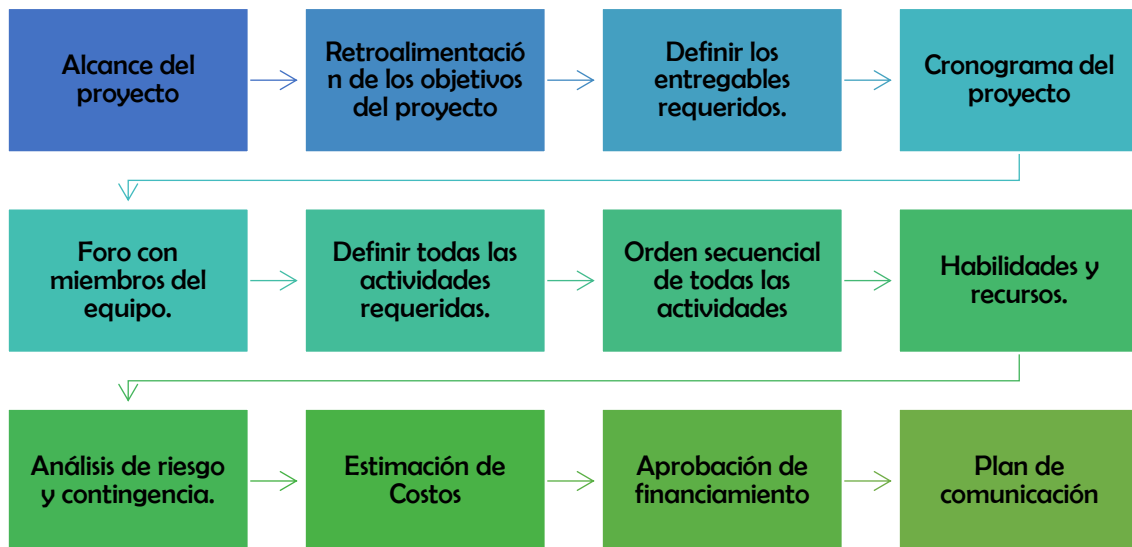 Alcance del
proyecto
Retroalimentació
n de los objetivos
del proyecto
Definir los
entregables
requeridos.
Cronograma del
proyecto
Foro con
miembros del
equipo.
Definir todas las
actividades
requeridas.
Orden secuencial
de todas las
actividades
Habilidades y
recursos.
Análisis de riesgo
y contingencia.
Estimación de
Costos
Aprobación de
financiamiento
Plan de
comunicación